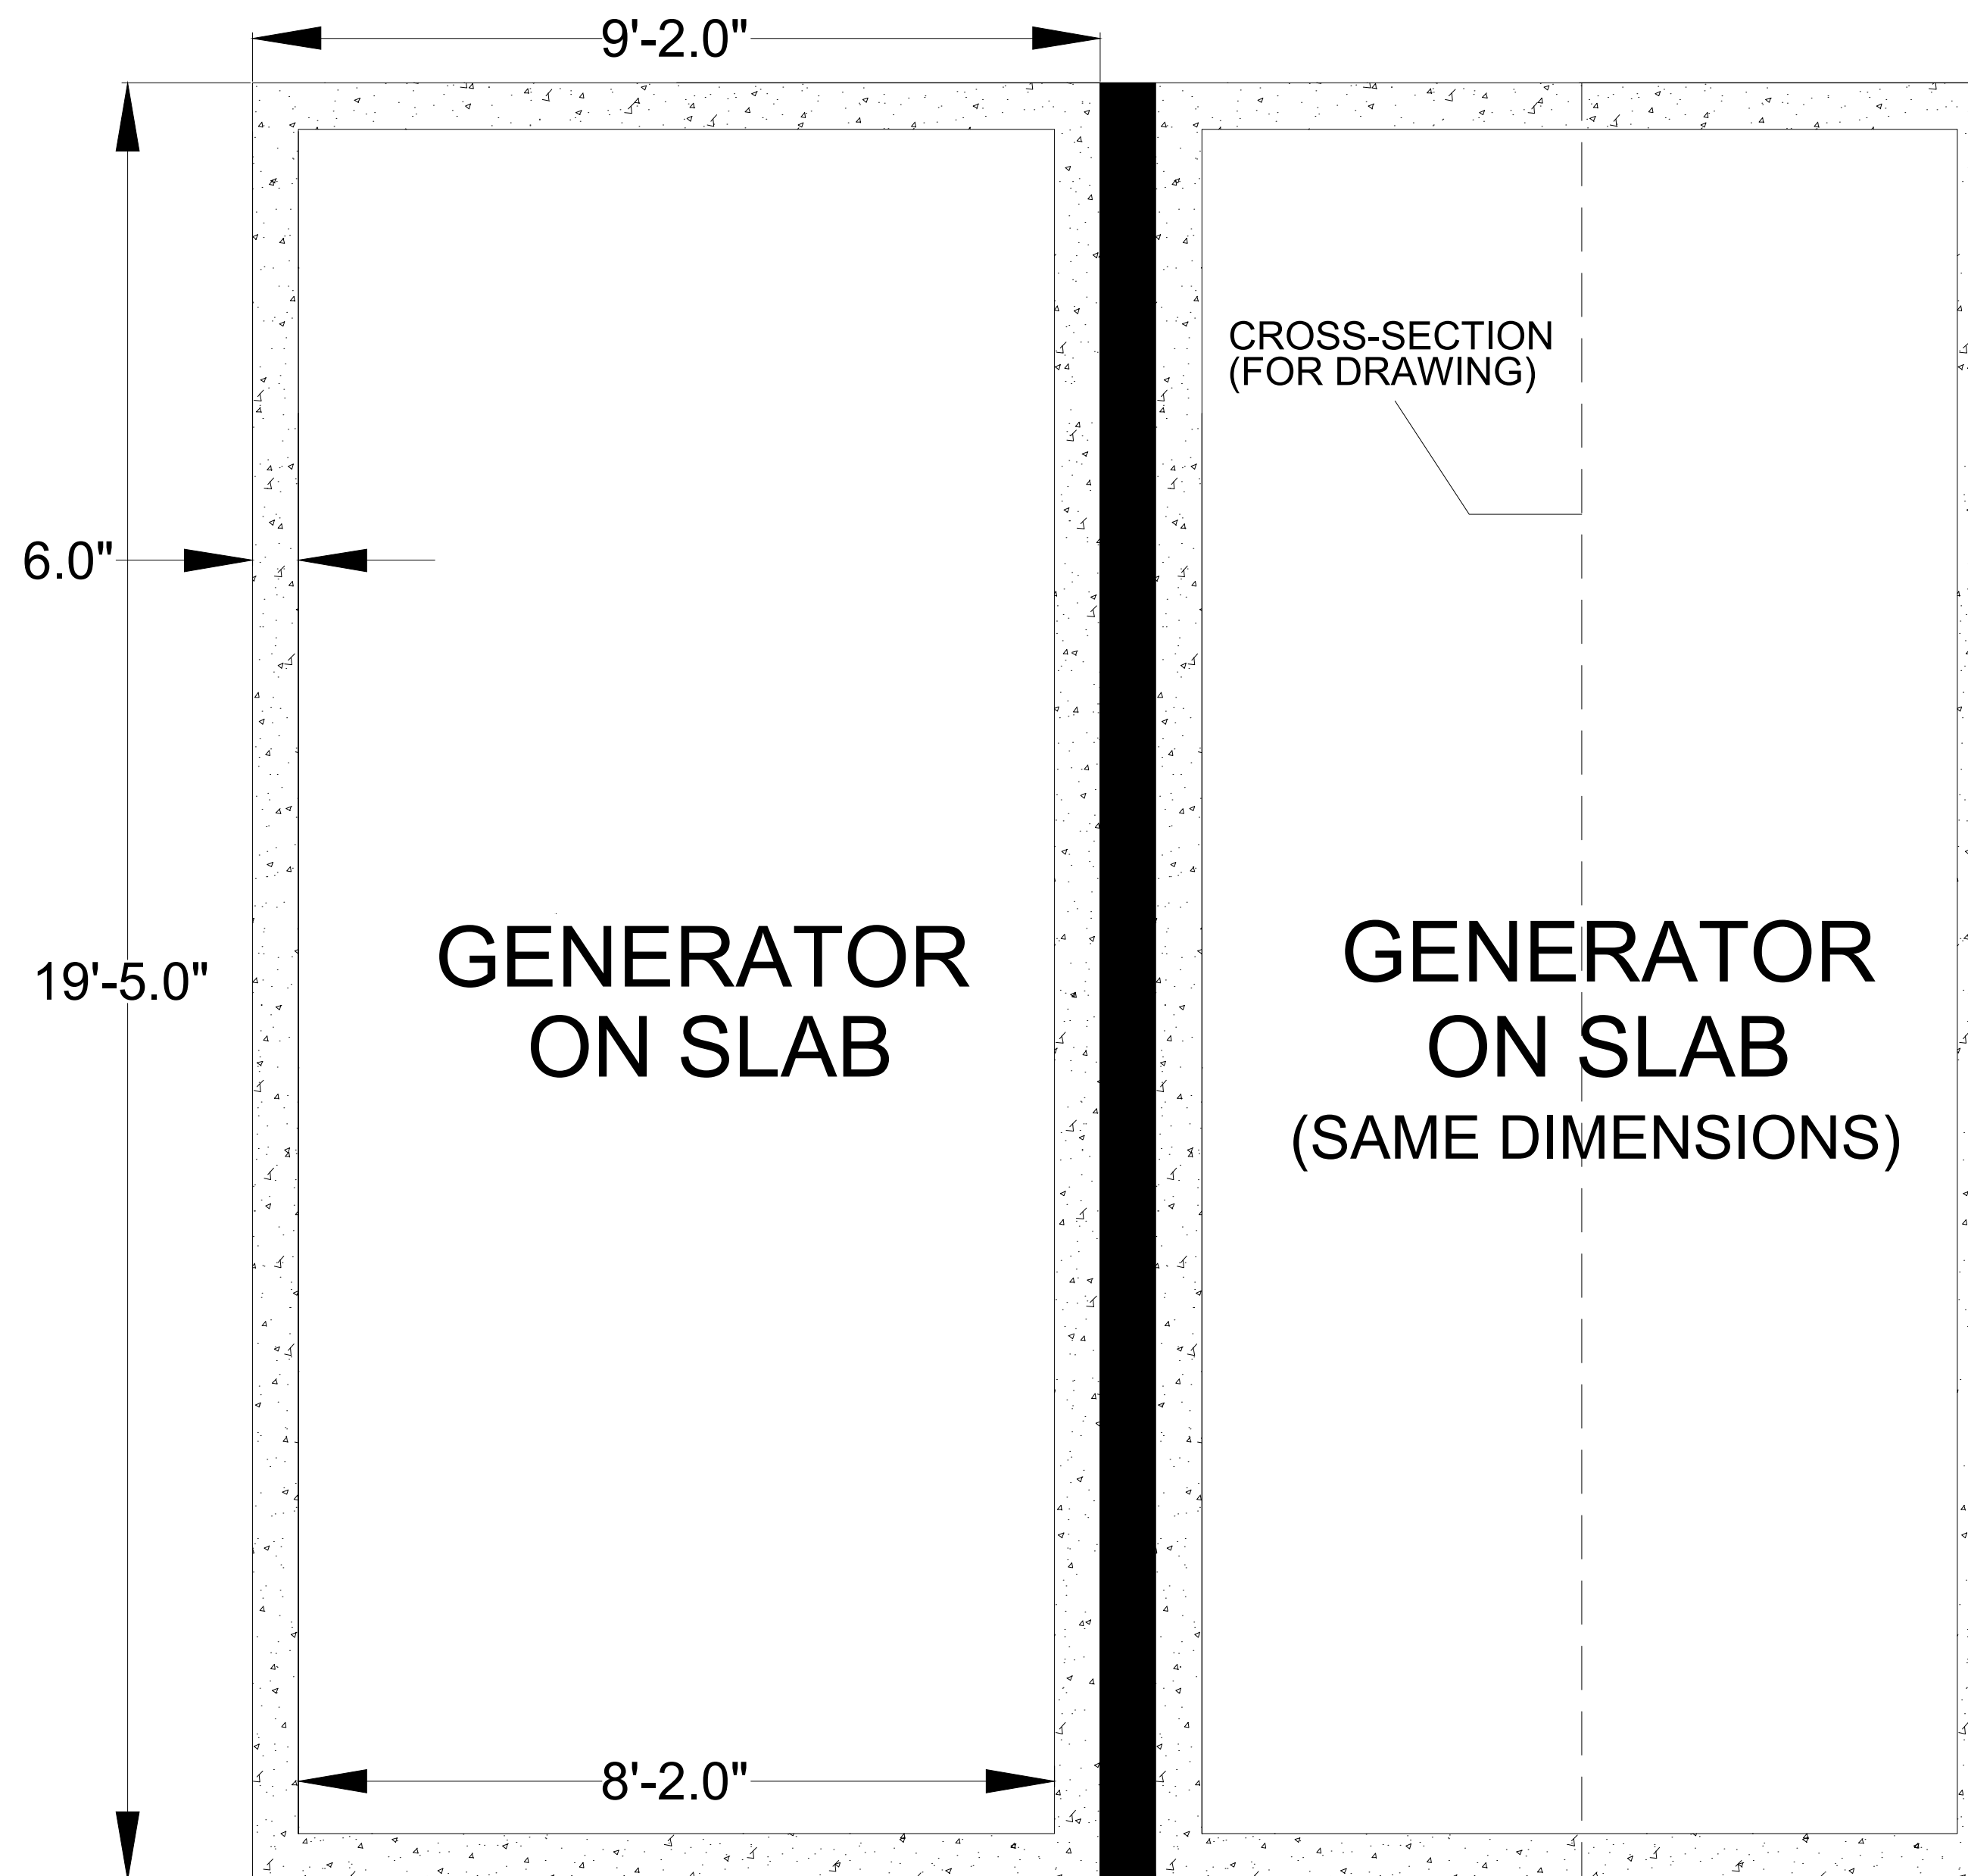 9'-2.0"
CROSS-SECTION
(FOR DRAWING)
6.0"
19'-5.0"
GENERATOR
ON SLAB
GENERATOR
ON SLAB
(SAME DIMENSIONS)
8'-2.0"